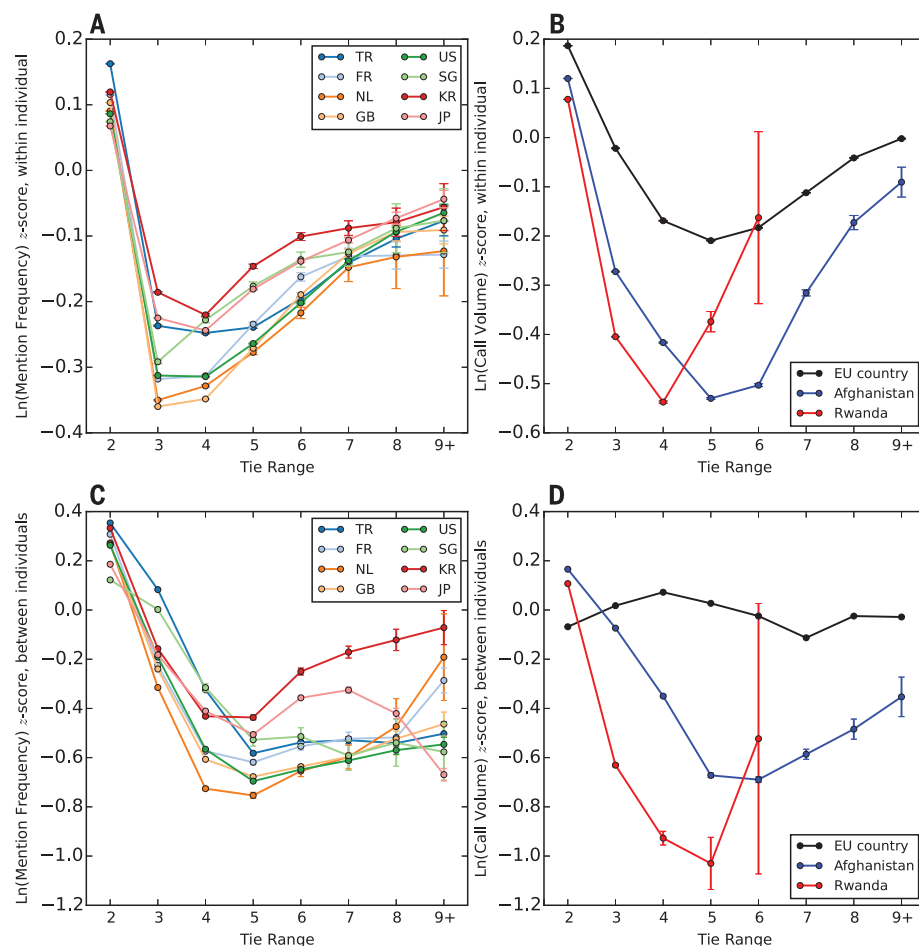 A
Ln(Mention Frequency) z-score, within individual
0.2
0.1
0.0
−0.1
−0.2
−0.3
−0.4
TR
FR
NL
GB
US
SG
KR
JP
2 3 4 5 6 7 8 9+
Tie Range
B
Ln(Call Volume) z-score, within individual
0.2
0.1
0.0
−0.1
−0.2
−0.3
−0.4
−0.5
−0.6
EU country
Afghanistan
Rwanda
2 3 4 5 6 7 8 9+
Tie Range
C
Ln(Mention Frequency) z-score, between individuals
0.4
0.2
0.0
−0.2
−0.4
−0.6
−0.8
−1.0
−1.2
TR
FR
NL
GB
US
SG
KR
JP
2 3 4 5 6 7 8 9+
Tie Range
D
Ln(Call Volume) z-score, between individuals
0.4
0.2
0.0
−0.2
−0.4
−0.6
−0.8
−1.0
−1.2
EU country
Afghanistan
Rwanda
2 3 4 5 6 7 8 9+
Tie Range